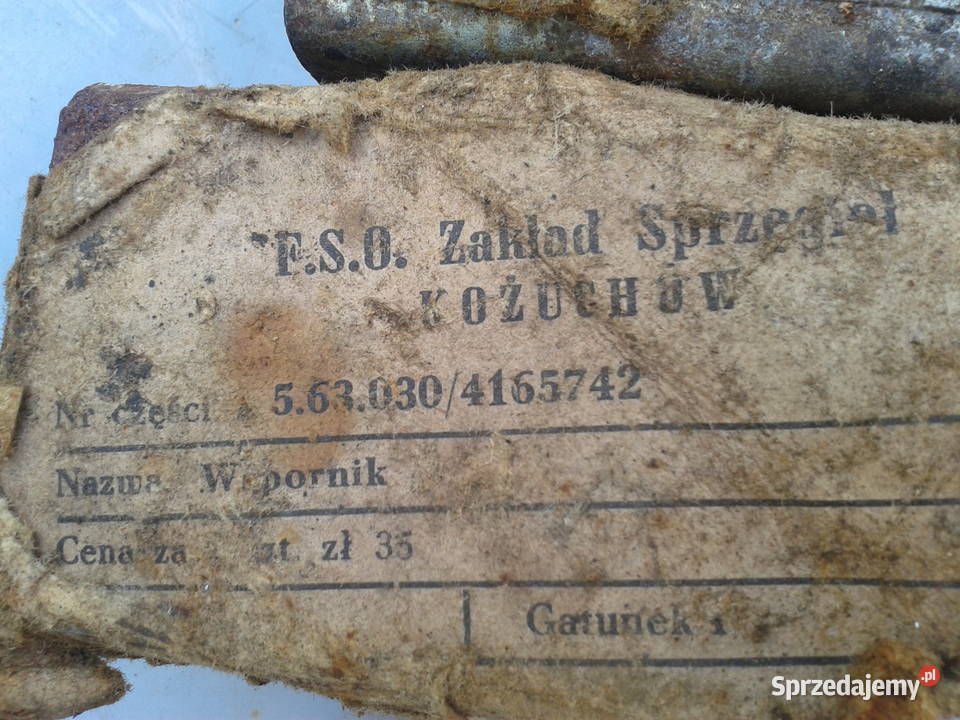 F.S.O. Zakład Sprzęgieł
KOŻUCHÓW
Nr części 5.63.030/4165742
Nazwa Wspornik
Cena za szt. zł 35
Gatunek 1
Sprzedajemy.pl